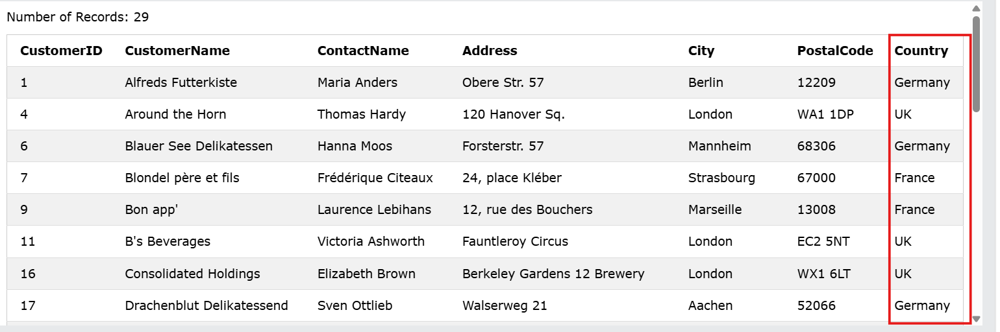 Number of Records: 29
CustomerID CustomerName ContactName Address City PostalCode Country
1 Alfreds Futterkiste Maria Anders Obere Str. 57 Berlin 12209 Germany
4 Around the Horn Thomas Hardy 120 Hanover Sq. London WA1 1DP UK
6 Blauer See Delikatessen Hanna Moos Forsterstr. 57 Mannheim 68306 Germany
7 Blondel père et fils Frédérique Citeaux 24, place Kléber Strasbourg 67000 France
9 Bon app' Laurence Lebihans 12, rue des Bouchers Marseille 13008 France
11 B's Beverages Victoria Ashworth Fauntleroy Circus London EC2 5NT UK
16 Consolidated Holdings Elizabeth Brown Berkeley Gardens 12 Brewery London WX1 6LT UK
17 Drachenblut Delikatessend Sven Ottlieb Walserweg 21 Aachen 52066 Germany